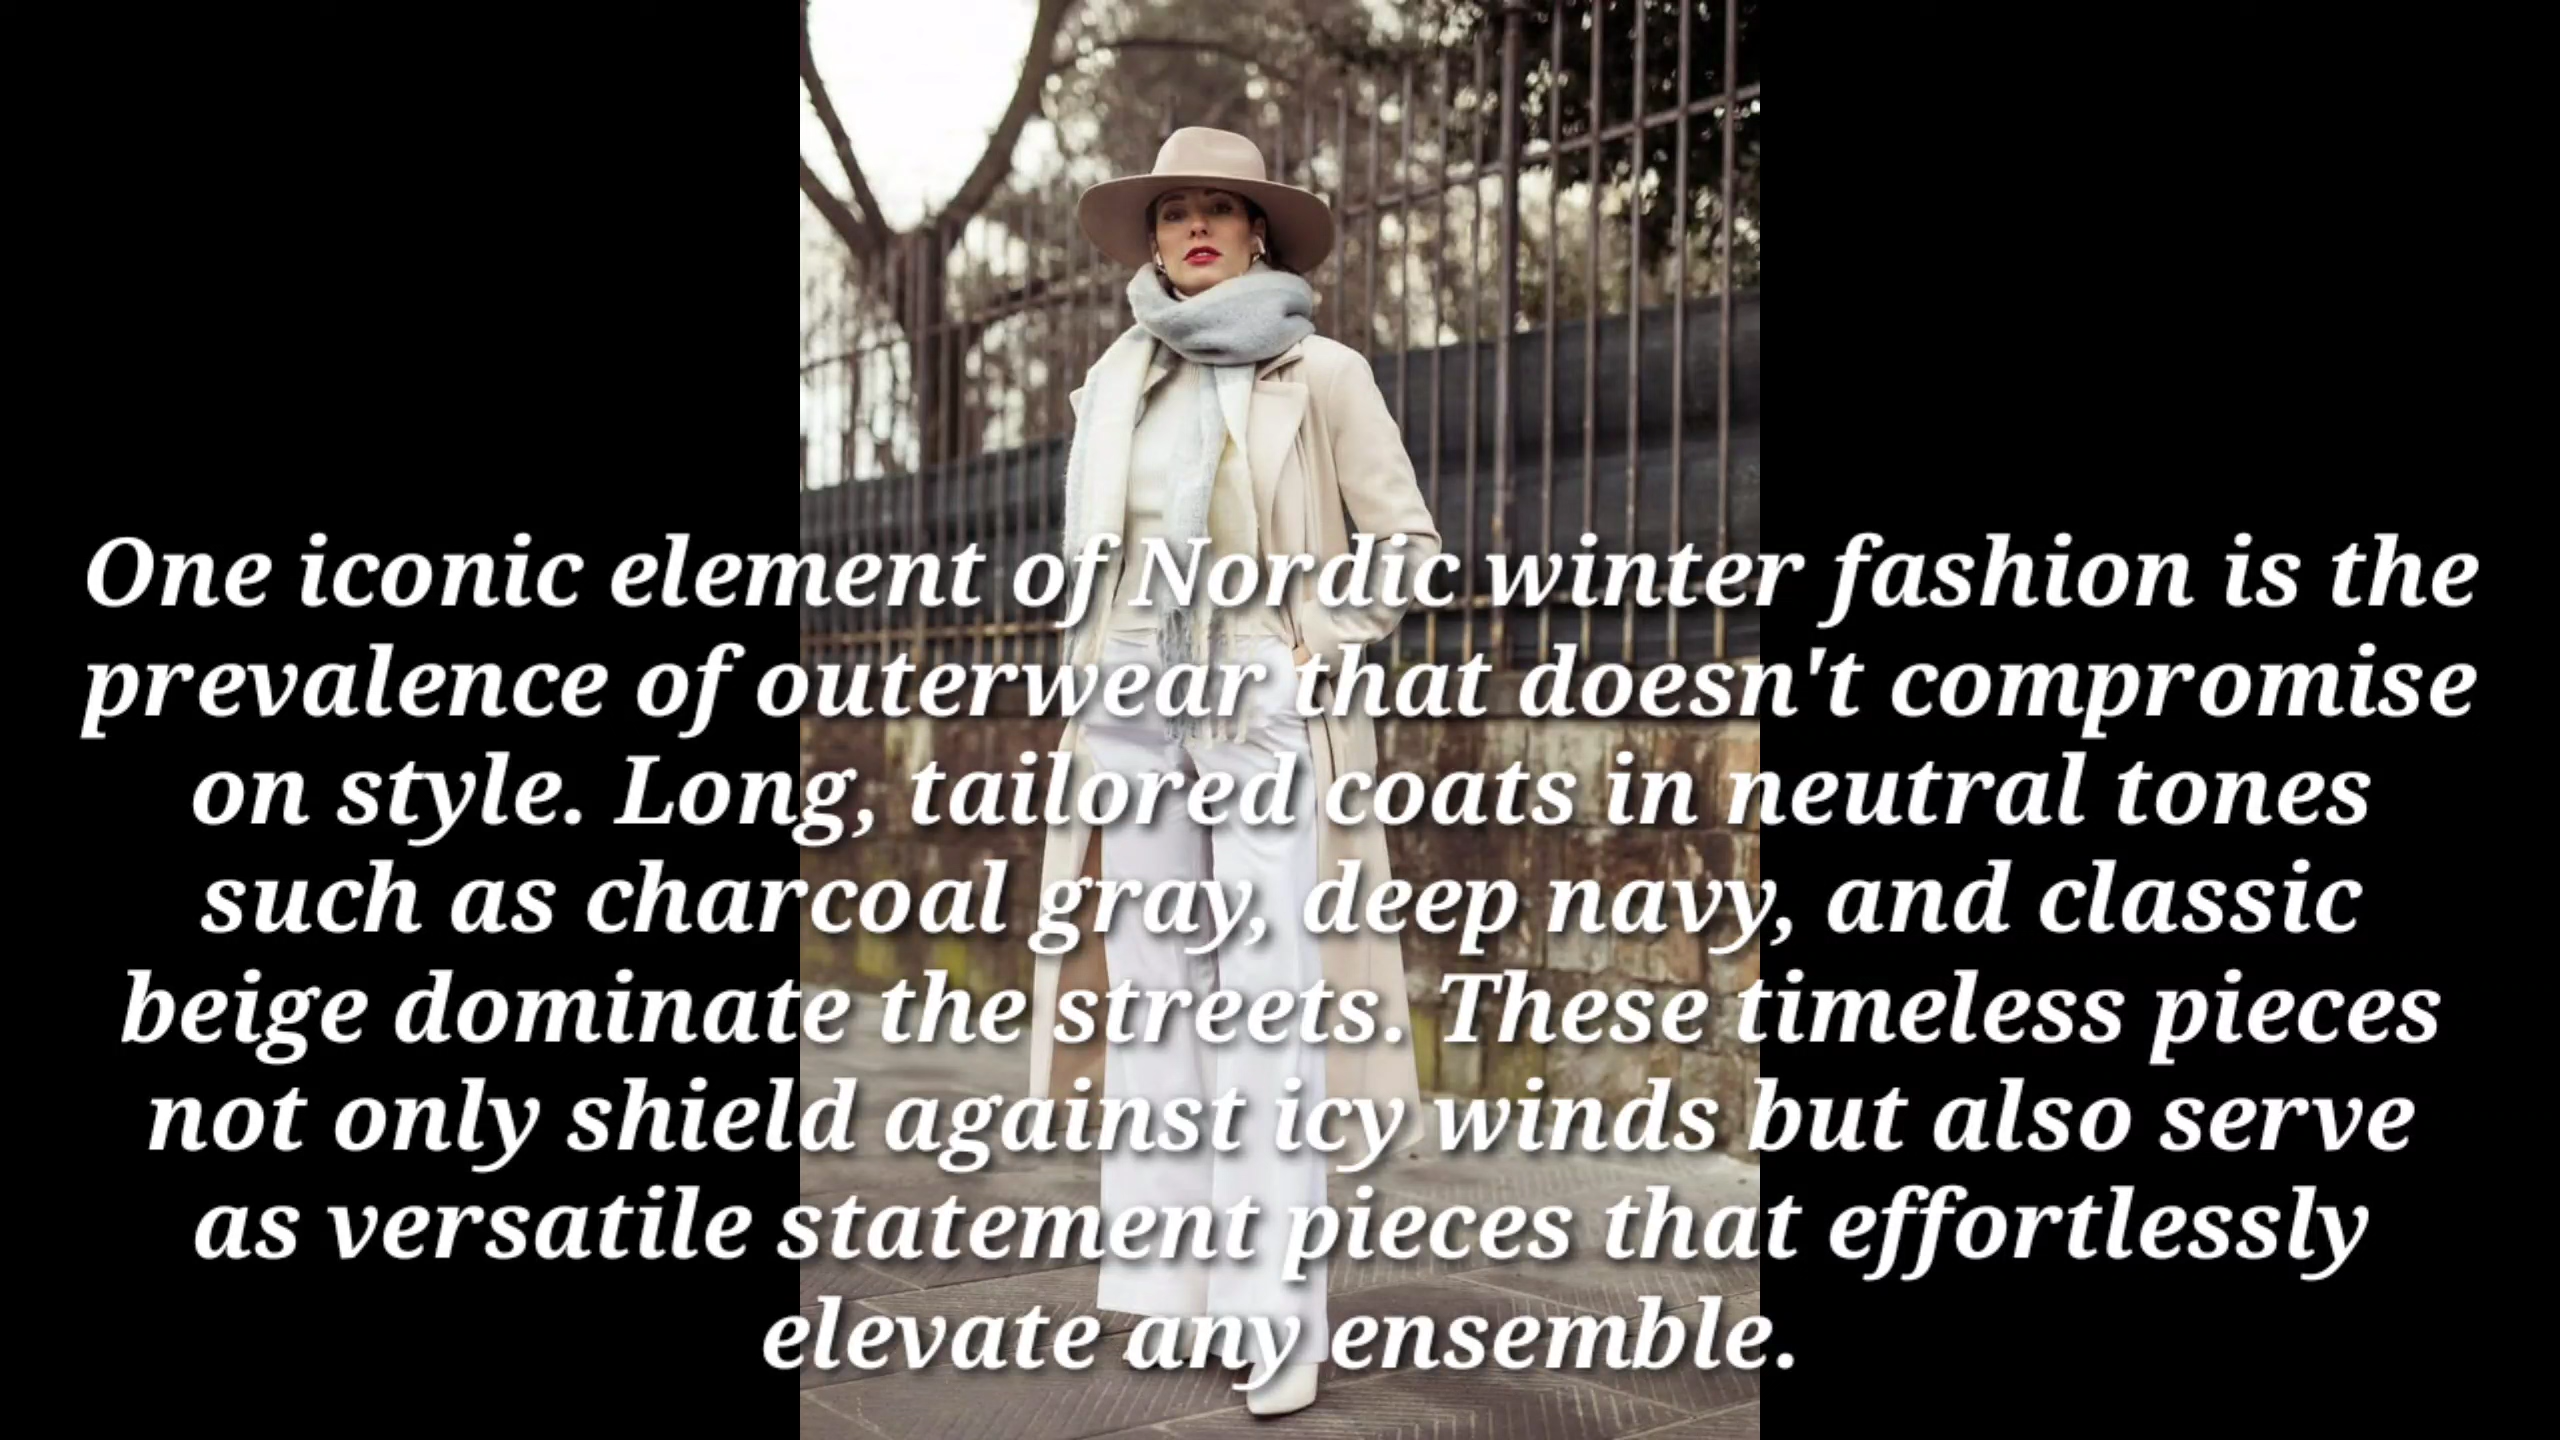 One iconic element of Nordic winter fashion is the
prevalence of outerwear that doesn't compromise
on style. Long, tailored coats in neutral tones
such as charcoal gray, deep navy, and classic
beige dominate the streets. These timeless pieces
not only shield against icy winds but also serve
as versatile statement pieces that effortlessly
elevate any ensemble.